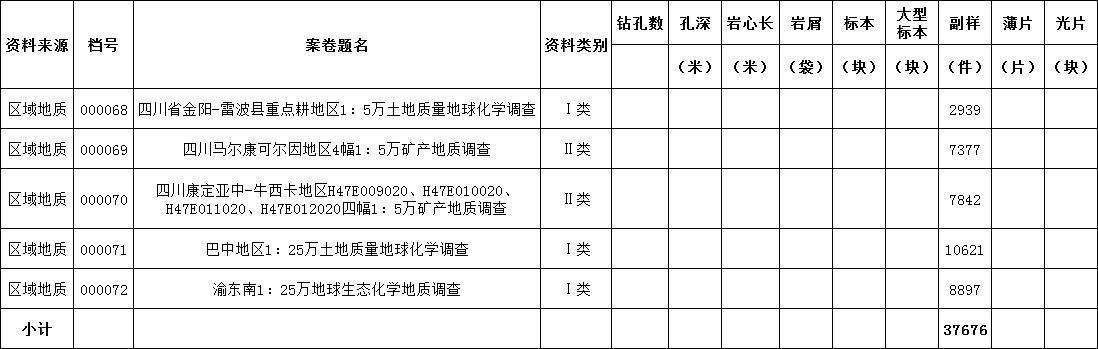 资料来源 档号 案卷题名 资料类别 钻孔数 孔深 岩心长 岩屑 标本 大型标本 副样 薄片 光片
（米） （米） （袋） （块） （块） （件） （片） （块）
区域地质 000068 四川省金阳-雷波县重点耕地区1：5万土地质量地球化学调查 Ⅰ类 2939
区域地质 000069 四川马尔康可尔因地区4幅1：5万矿产地质调查 Ⅱ类 7377
区域地质 000070 四川康定亚中-牛西卡地区H47E009020、H47E010020、
H47E011020、H47E012020四幅1：5万矿产地质调查 Ⅱ类 7842
区域地质 000071 巴中地区1：25万土地质量地球化学调查 Ⅰ类 10621
区域地质 000072 渝东南1：25万地球生态化学地质调查 Ⅰ类 8897
小计 37676